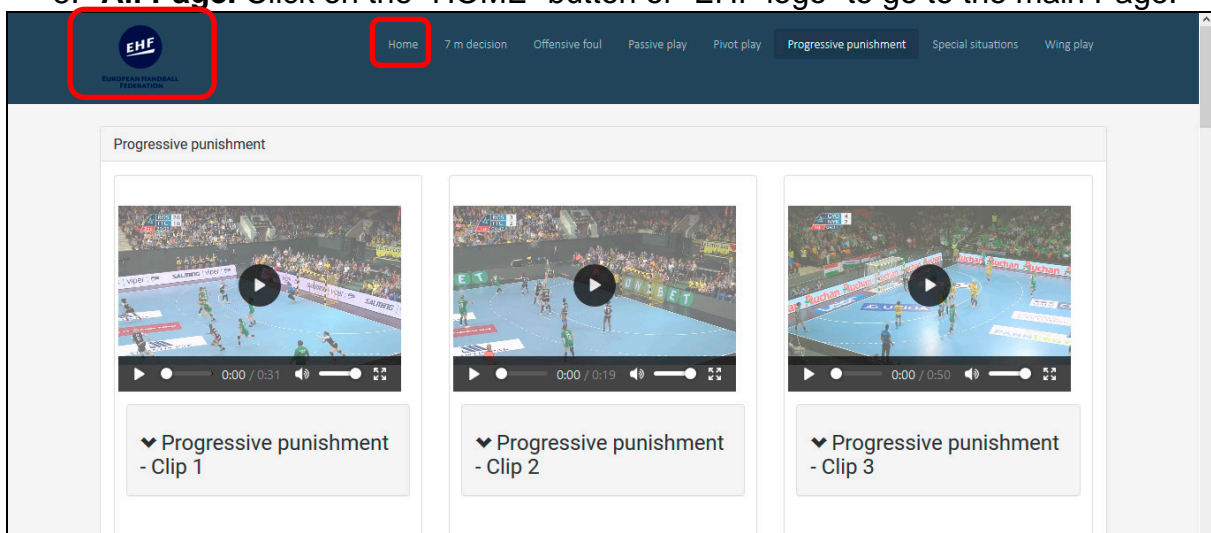 All Page. Click on the "HOME" button or "EHF logo" to go to the main Page.
EHF
EUROPEAN HANDBALL
FEDERATION
Home 7 m decision Offensive foul Passive play Pivot play Progressive punishment Special situations Wing play
Progressive punishment
0:00 / 0:31
0:00 / 0:19
0:00 / 0:50
Progressive punishment
- Clip 1
Progressive punishment
- Clip 2
Progressive punishment
- Clip 3